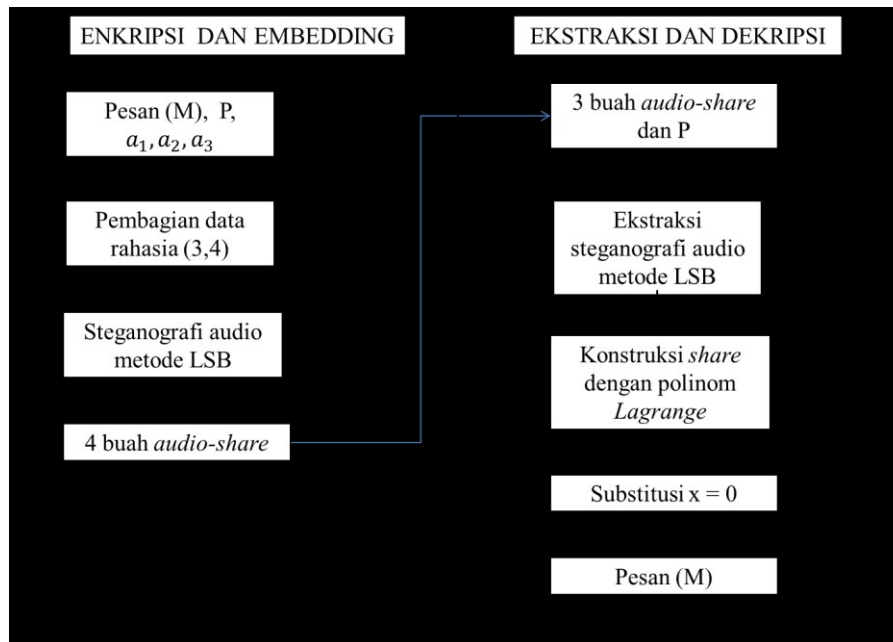 ENKRIPSI DAN EMBEDDING
Pesan (M), P,
a₁, a₂, a₃
Pembagian data
rahasia (3,4)
Steganografi audio
metode LSB
4 buah audio-share
EKSTRAKSI DAN DEKRIPSI
3 buah audio-share
dan P
Ekstraksi
steganografi audio
metode LSB
Konstruksi share
dengan polinom
Lagrange
Substitusi x = 0
Pesan (M)